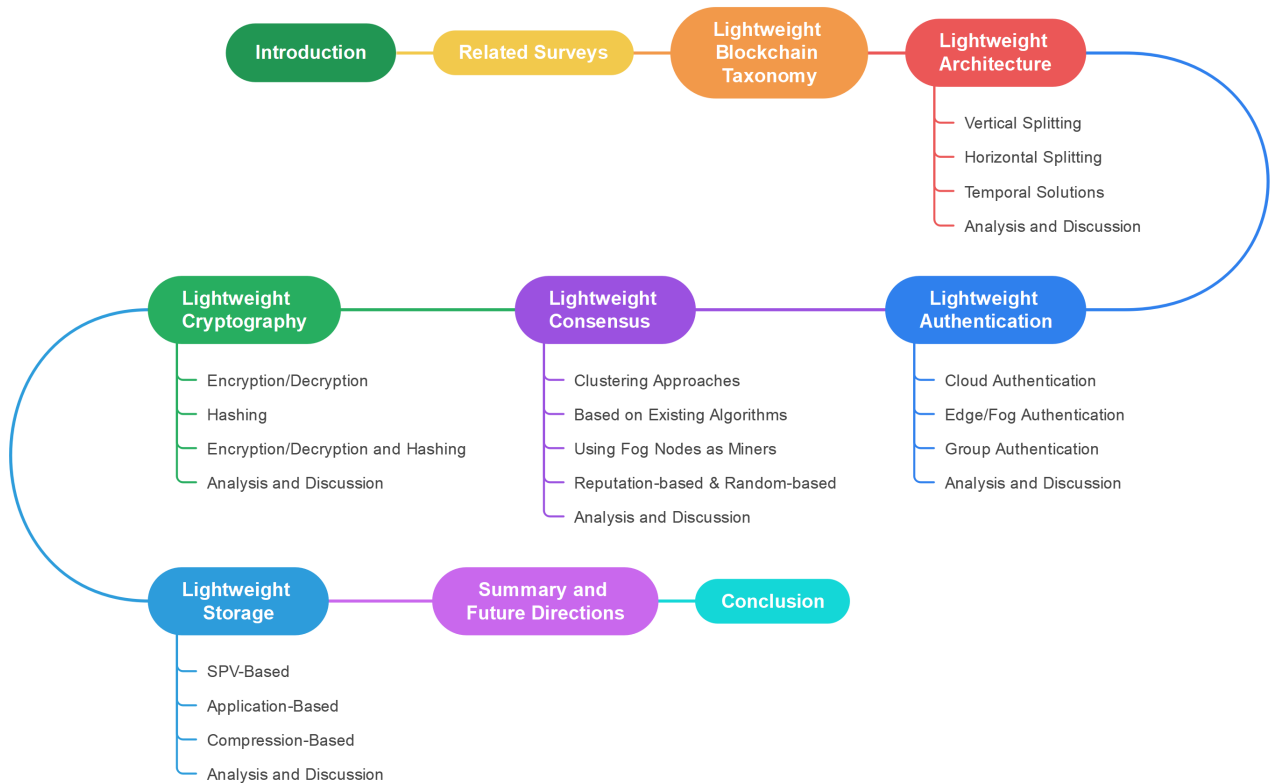 Introduction
Related Surveys
Lightweight
Blockchain
Taxonomy
Lightweight
Architecture
Vertical Splitting
Horizontal Splitting
Temporal Solutions
Analysis and Discussion
Lightweight
Authentication
Cloud Authentication
Edge/Fog Authentication
Group Authentication
Analysis and Discussion
Lightweight
Consensus
Clustering Approaches
Based on Existing Algorithms
Using Fog Nodes as Miners
Reputation-based & Random-based
Analysis and Discussion
Lightweight
Cryptography
Encryption/Decryption
Hashing
Encryption/Decryption and Hashing
Analysis and Discussion
Lightweight
Storage
SPV-Based
Application-Based
Compression-Based
Analysis and Discussion
Summary and
Future Directions
Conclusion